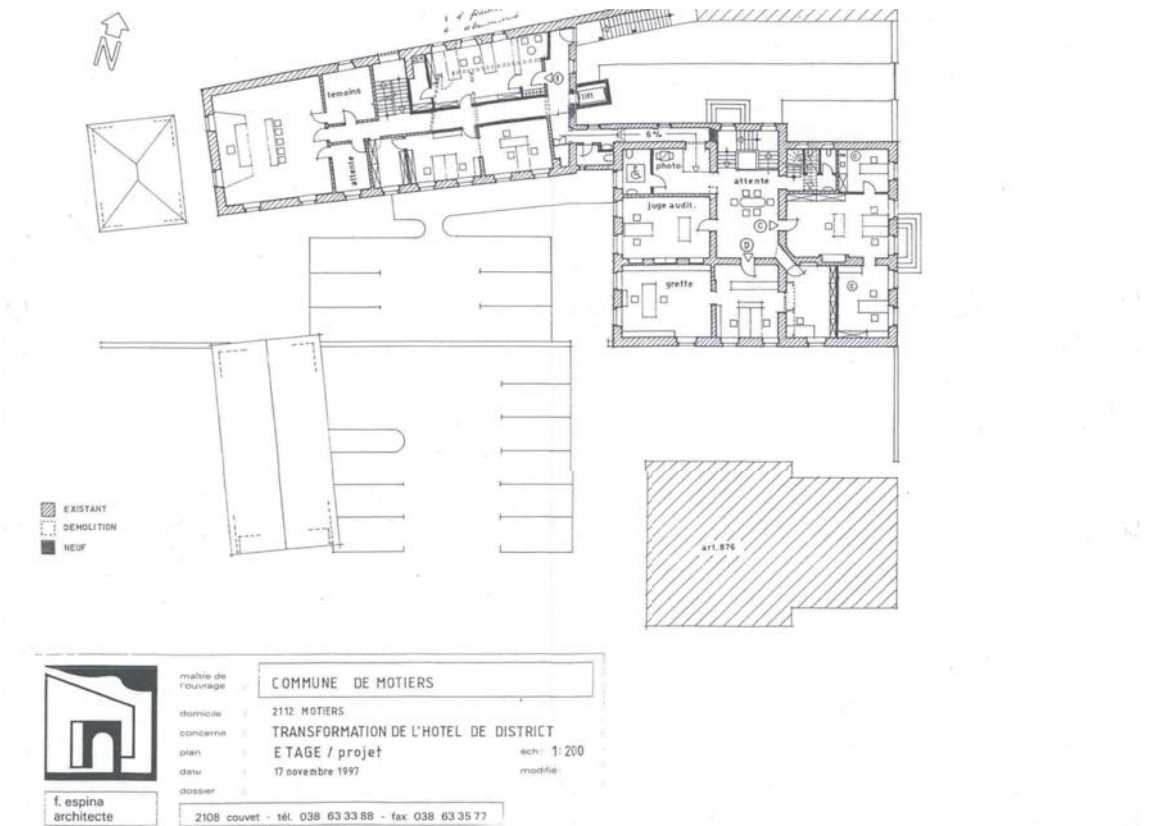 N
temoins
attente
lift
6%
photo
attente
juge audit.
greffe
E
C
D
C
C
EXISTANT
DEMOLITION
NEUF
art. 876
maître de l'ouvrage : COMMUNE DE MOTIERS
domicile : 2112 MOTIERS
concerne : TRANSFORMATION DE L'HOTEL DE DISTRICT
plan : ETAGE / projet éch: 1:200
date : 17 novembre 1997 modifié :
dossier :
f. espina
architecte
2108 couvet - tél. 038 63 33 88 - fax 038 63 35 77